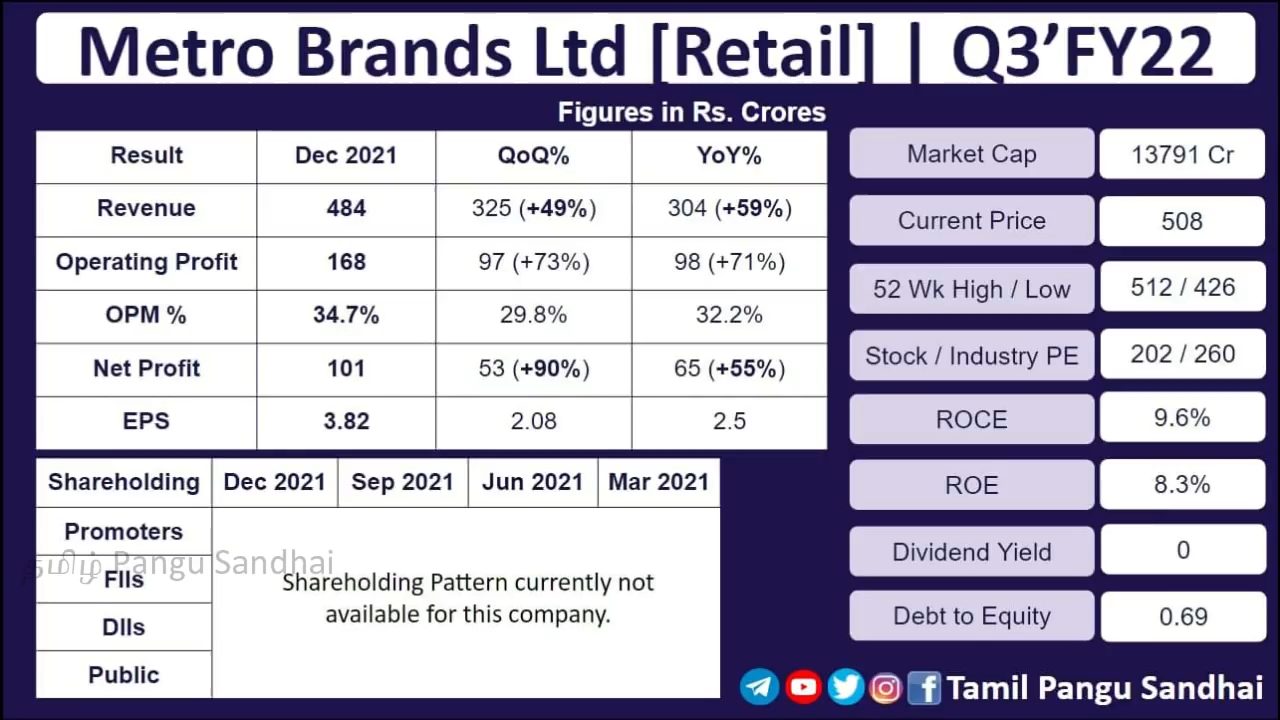 Metro Brands Ltd [Retail] | Q3’FY22
Figures in Rs. Crores
Result Dec 2021 QoQ% YoY%
Revenue 484 325 (+49%) 304 (+59%)
Operating Profit 168 97 (+73%) 98 (+71%)
OPM % 34.7% 29.8% 32.2%
Net Profit 101 53 (+90%) 65 (+55%)
EPS 3.82 2.08 2.5
Shareholding Dec 2021 Sep 2021 Jun 2021 Mar 2021
Promoters
FIIs
DIIs
Public
Shareholding Pattern currently not
available for this company.
தமிழ் Pangu Sandhai
Market Cap 13791 Cr
Current Price 508
52 Wk High / Low 512 / 426
Stock / Industry PE 202 / 260
ROCE 9.6%
ROE 8.3%
Dividend Yield 0
Debt to Equity 0.69
Tamil Pangu Sandhai